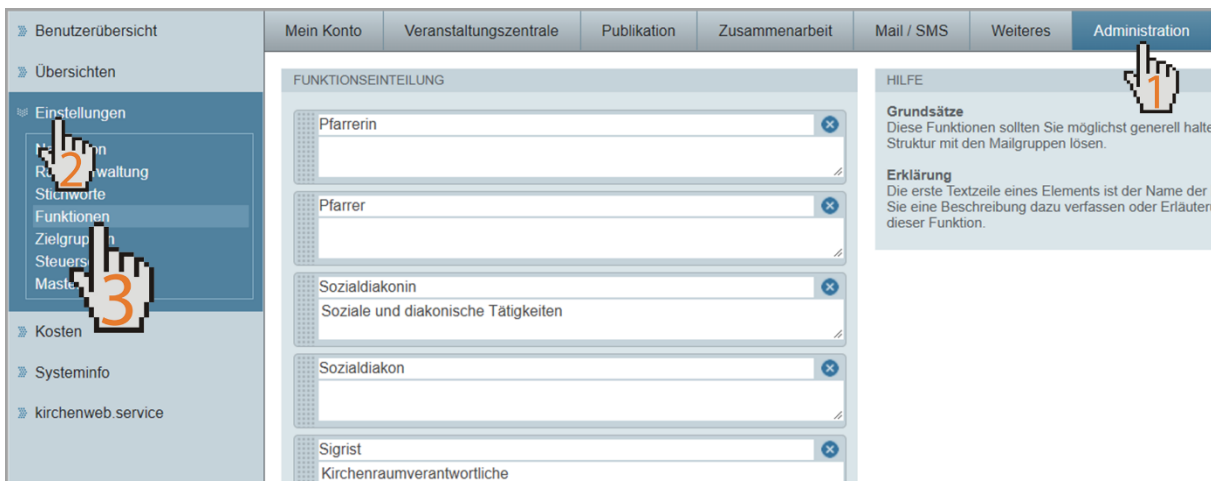 Benutzerübersicht
Übersichten
Einstellungen
waltung
Stichworte
Funktionen
Kosten
Systeminfo
kirchenweb.service
Mein Konto Veranstaltungszentrale Publikation Zusammenarbeit Mail / SMS Weiteres Administration
FUNKTIONSEINTEILUNG
Pfarrerin
Pfarrer
Sozialdiakonin
Soziale und diakonische Tätigkeiten
Sozialdiakon
Sigrist
Kirchenraumverantwortliche
HILFE
Grundsätze
Diese Funktionen sollten Sie möglichst generell halte
Struktur mit den Mailgruppen lösen.
Erklärung
Die erste Textzeile eines Elements ist der Name der
Sie eine Beschreibung dazu verfassen oder Erläuter
dieser Funktion.
1
2
3